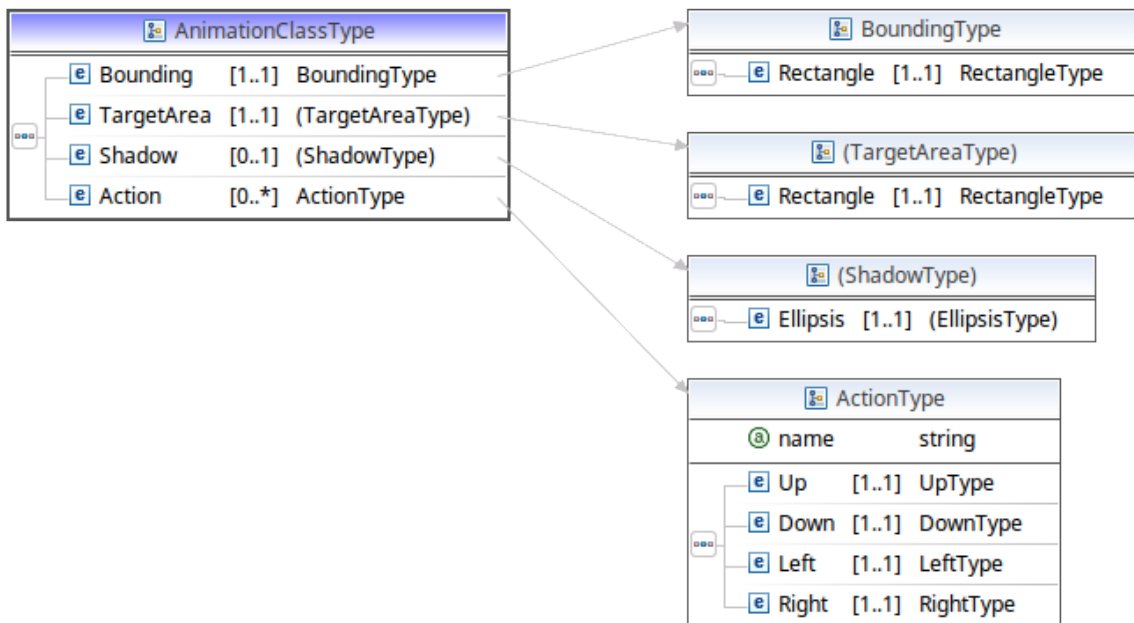 AnimationClassType
e Bounding [1..1] BoundingType
e TargetArea [1..1] (TargetAreaType)
e Shadow [0..1] (ShadowType)
e Action [0..*] ActionType
BoundingType
e Rectangle [1..1] RectangleType
(TargetAreaType)
e Rectangle [1..1] RectangleType
(ShadowType)
e Ellipsis [1..1] (EllipsisType)
ActionType
a name string
e Up [1..1] UpType
e Down [1..1] DownType
e Left [1..1] LeftType
e Right [1..1] RightType